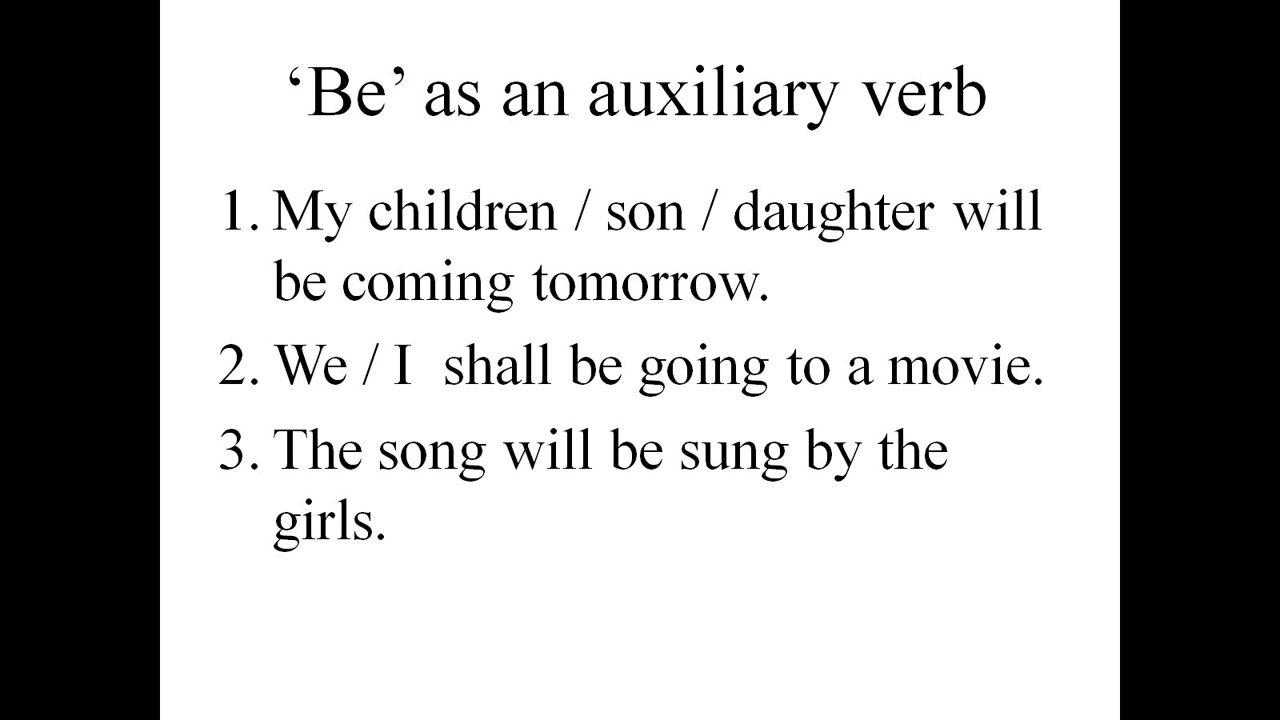 ‘Be’ as an auxiliary verb
1. My children / son / daughter will
be coming tomorrow.
2. We / I  shall be going to a movie.
3. The song will be sung by the
girls.